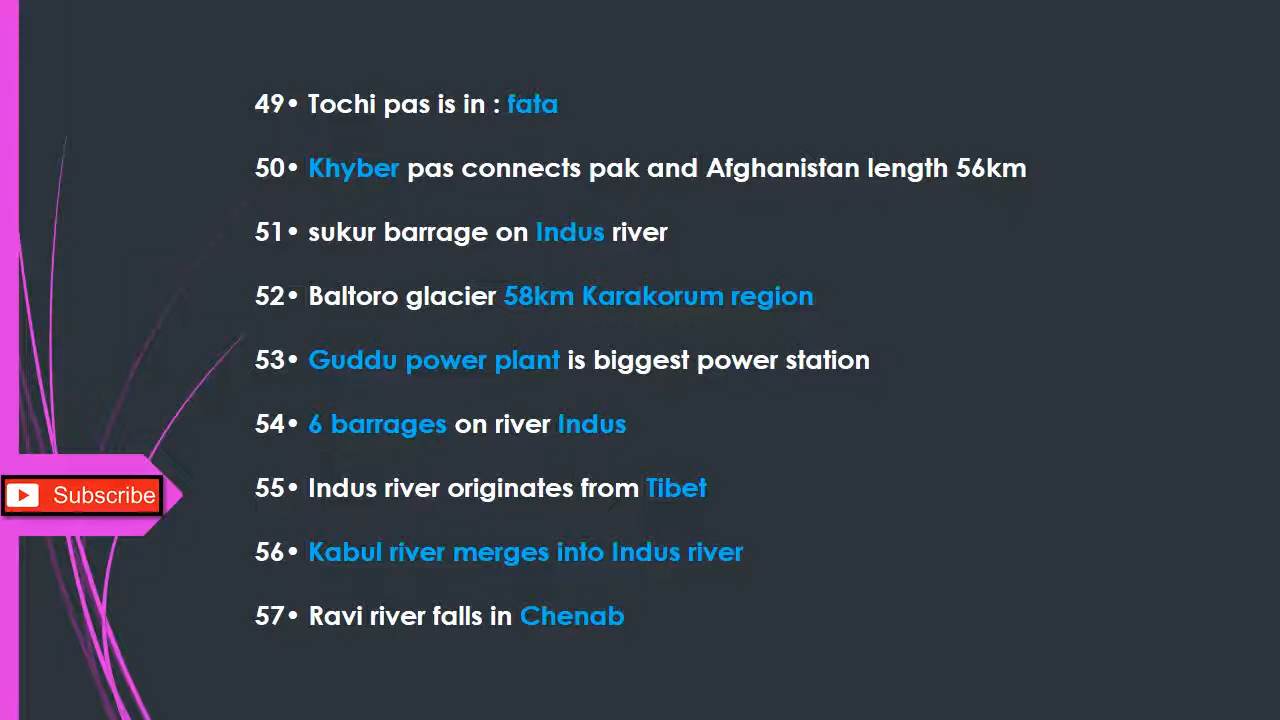 49• Tochi pas is in : fata
50• Khyber pas connects pak and Afghanistan length 56km
51• sukur barrage on Indus river
52• Baltoro glacier 58km Karakorum region
53• Guddu power plant is biggest power station
54• 6 barrages on river Indus
55• Indus river originates from Tibet
Subscribe
56• Kabul river merges into Indus river
57• Ravi river falls in Chenab